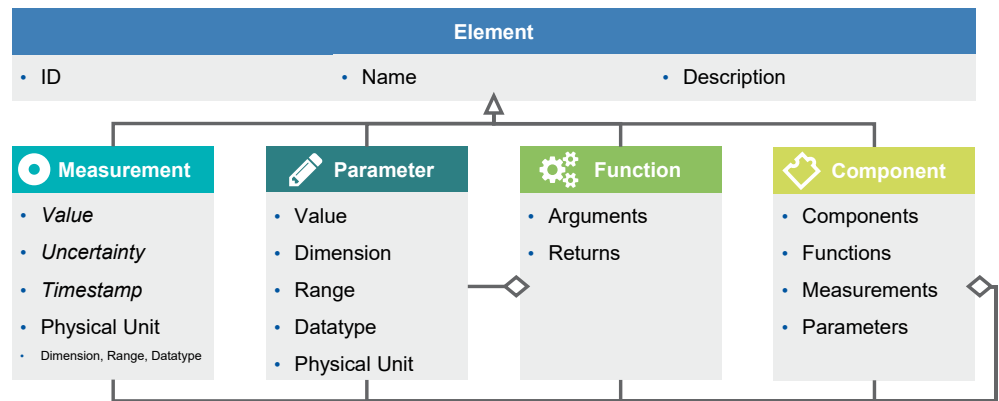 Element
• ID
• Name
• Description
Measurement
• Value
• Uncertainty
• Timestamp
• Physical Unit
• Dimension, Range, Datatype
Parameter
• Value
• Dimension
• Range
• Datatype
• Physical Unit
Function
• Arguments
• Returns
Component
• Components
• Functions
• Measurements
• Parameters